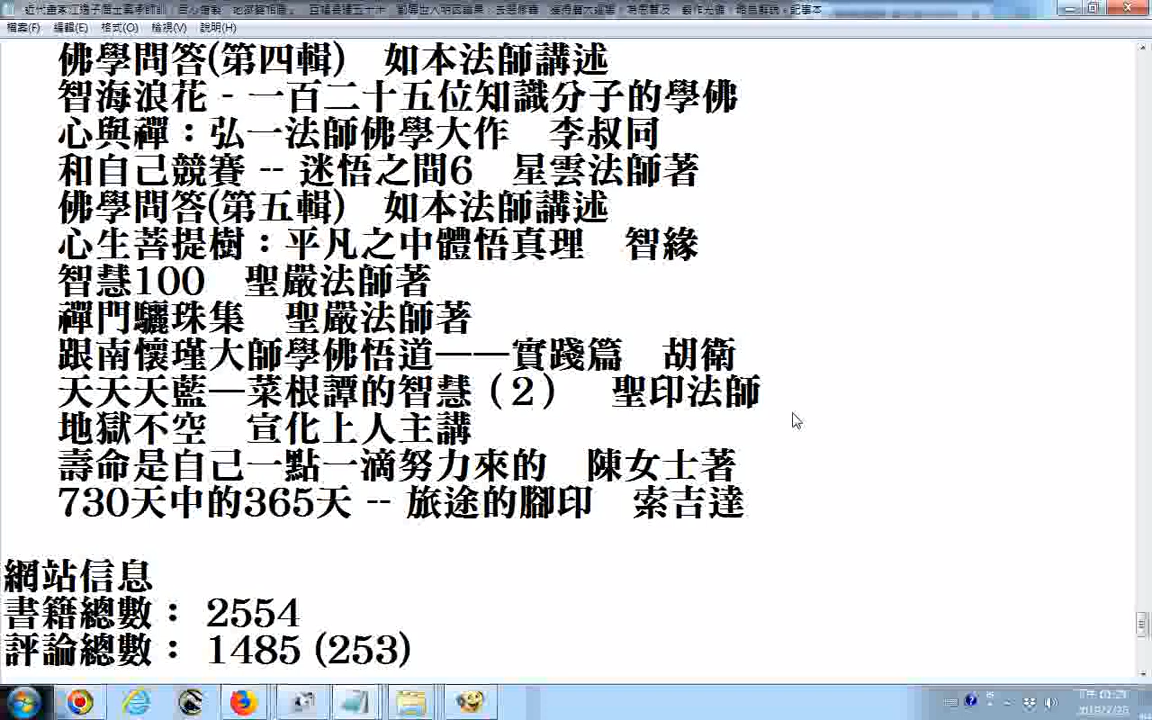 檔案(F) 編輯(E) 格式(O) 檢視(V) 說明(H)
佛學問答(第四輯) 如本法師講述
智海浪花 - 一百二十五位知識分子的學佛
心與禪：弘一法師佛學大作 李叔同
和自己競賽 -- 迷悟之間6 星雲法師著
佛學問答(第五輯) 如本法師講述
心生菩提樹：平凡之中體悟真理 智緣
智慧100 聖嚴法師著
禪門驪珠集 聖嚴法師著
跟南懷瑾大師學佛悟道——實踐篇 胡衛
天天天藍—菜根譚的智慧（2） 聖印法師
地獄不空 宣化上人主講
壽命是自己一點一滴努力來的 陳女士著
730天中的365天 -- 旅途的腳印 索吉達
網站信息
書籍總數： 2554
評論總數： 1485 (253)